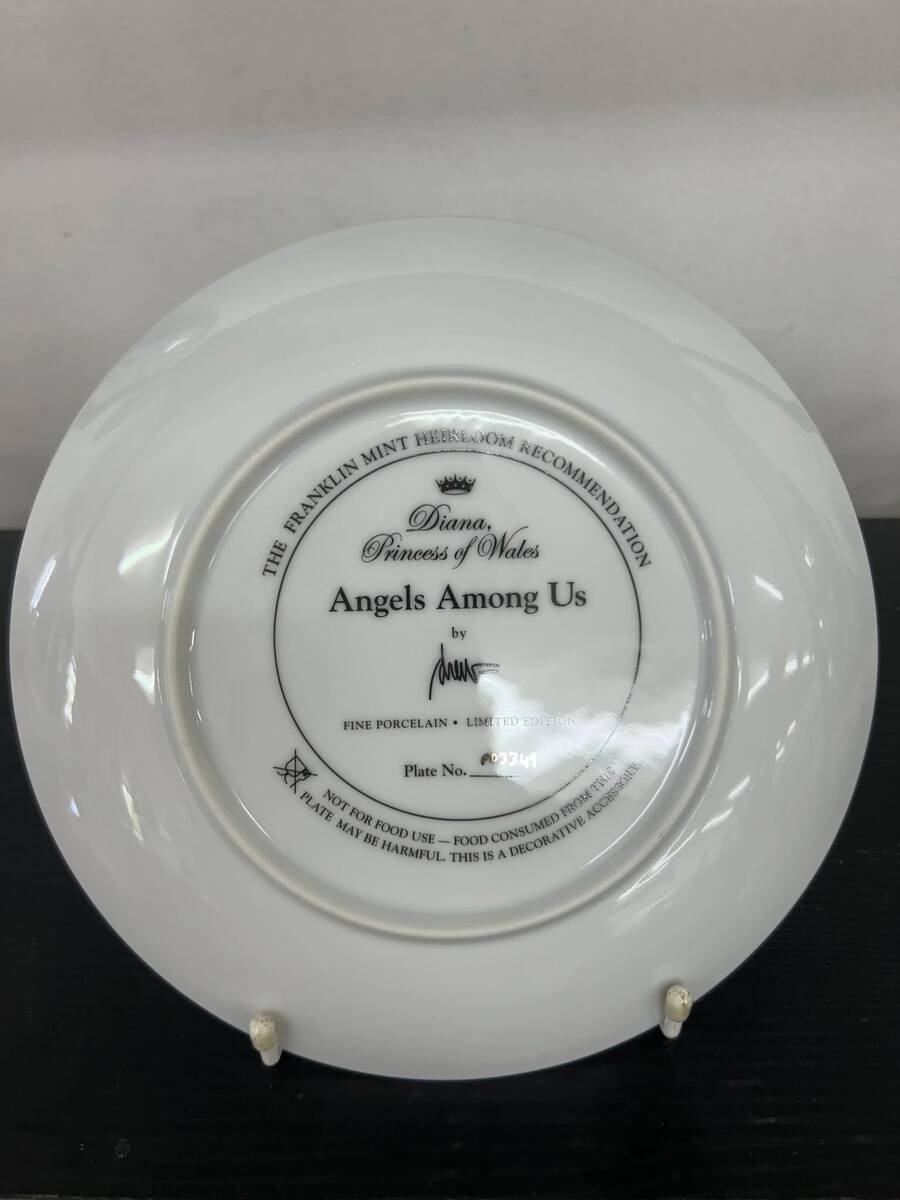 THE FRANKLIN MINT HEIRLOOM RECOMMENDATION
Diana,
Princess of Wales
Angels Among Us
by
FINE PORCELAIN • LIMITED EDITION
Plate No.
NOT FOR FOOD USE — FOOD CONSUMED FROM THIS
PLATE MAY BE HARMFUL. THIS IS A DECORATIVE ACCESSORY.